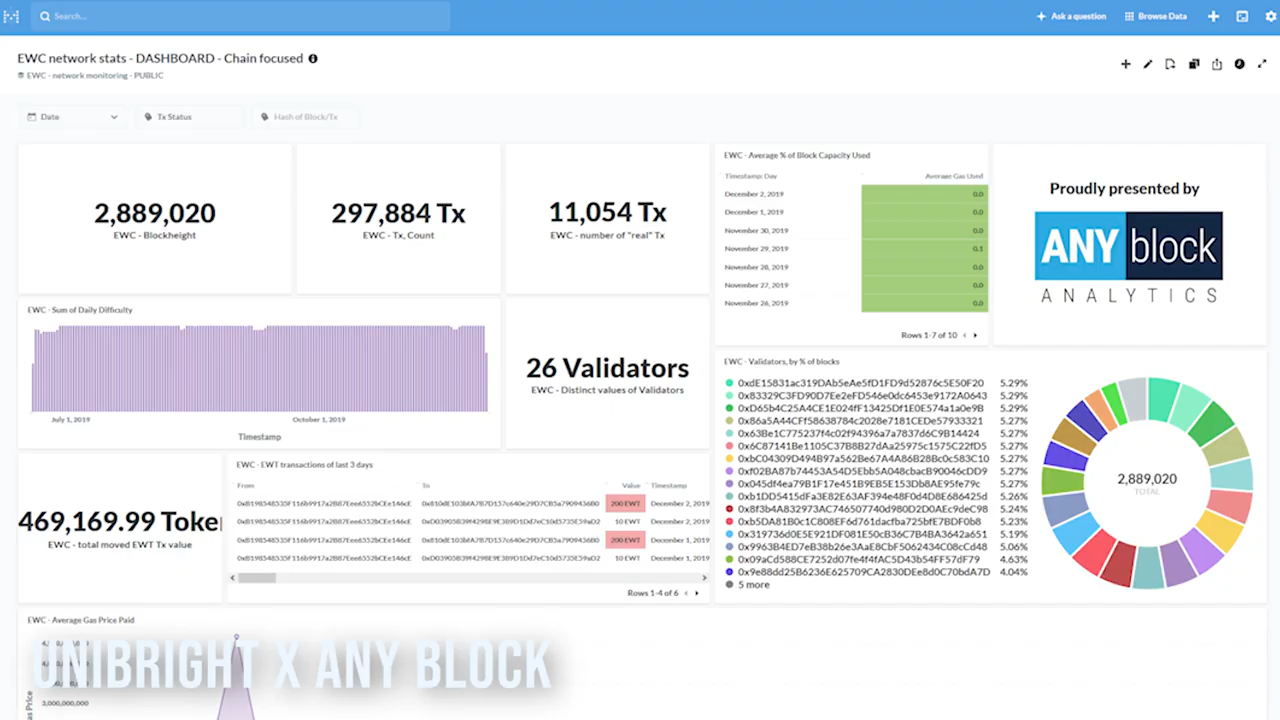 Search...
Ask a question
Browse Data
EWC network stats - DASHBOARD - Chain focused
EWC - network monitoring - PUBLIC
Date
Tx Status
Hash of Block/Tx
2,889,020
EWC - Blockheight
297,884 Tx
EWC - Tx, Count
11,054 Tx
EWC - number of "real" Tx
EWC - Average % of Block Capacity Used
Timestamp: Day Average Gas Used
December 2, 2019 0.0
December 1, 2019 0.0
November 30, 2019 0.0
November 29, 2019 0.1
November 28, 2019 0.0
November 27, 2019 0.0
November 26, 2019 0.0
Rows 1-7 of 10
Proudly presented by
ANY block
ANALYTICS
EWC - Sum of Daily Difficulty
July 1, 2019 October 1, 2019
Timestamp
26 Validators
EWC - Distinct values of Validators
EWC - Validators, by % of blocks
0xdE15831ac319DAb5eAe5fD1FD9d52876c5E50F20 5.29%
0x83329C3FD90D7Ee2eFD546e0dc6453e9172A0643 5.29%
0xD65b4C25A4CE1E024fF13425Df1E0E574a1a0e9B 5.29%
0x86a5A44CFf58638784c2028e7181CEDe57933321 5.27%
0x63Be1C775237f4c02f94396a7a7837d6C9B14424 5.27%
0x6C87141Be1105C37B8B27dAa25975c1575C22fD5 5.27%
0xbC04309D494B97a562Be67A4A86B28Bc0c583C10 5.27%
0xf02BA87b74453A54D5Ebb5A048cbacB90046cDD9 5.27%
0x045df4ea79B1F17e451B9EB5E153Db8AE95fe79c 5.27%
0xb1DD5415dFa3E82E63AF394e48F0d4D8E686425d 5.26%
0x8f3b4A832973AC746507740d980D2D0AEc9deC98 5.24%
0xb5DA81B0c1C808EF6d761dacfba725bfE7BDF0b8 5.23%
0x319736d0E5E921DF081E50cB36C7B4BA3642a651 5.19%
0x9963B4ED7eB38b26e3AaE8CbF5062434C08cCd48 5.06%
0x09aCd588CE7252d07fe4f4fAC5D43b54FF57dF79 4.63%
0x9e88dd25B6236E625709CA2830DEe8d0C70bdA7D 4.04%
5 more
2,889,020
TOTAL
469,169.99 Toke
EWC - total moved EWT Tx value
EWC - EWT transactions of last 3 days
From To Value Timestamp
200 EWT December 2, 2019
10 EWT December 2, 2019
200 EWT December 1, 2019
10 EWT December 1, 2019
Rows 1-4 of 6
EWC - Average Gas Price Paid
3,000,000,000
UNIBRIGHT X ANY BLOCK